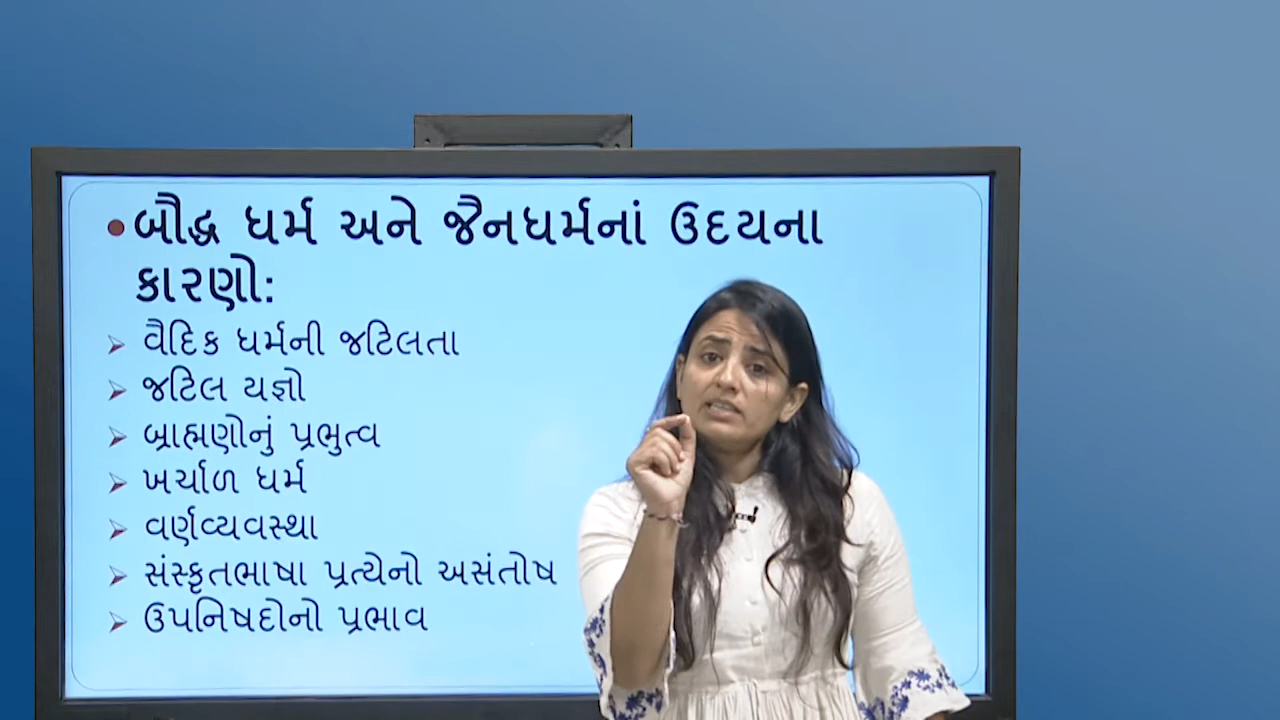 બૌદ્ધ ધર્મ અને જૈનધર્મનાં ઉદયના
કારણો:
વૈદિક ધર્મની જટિલતા
જટિલ યજ્ઞો
બ્રાહ્મણોનું પ્રભુત્વ
ખર્ચાળ ધર્મ
વર્ણવ્યવસ્થા
સંસ્કૃતભાષા પ્રત્યેનો અસંતોષ
ઉપનિષદોનો પ્રભાવ